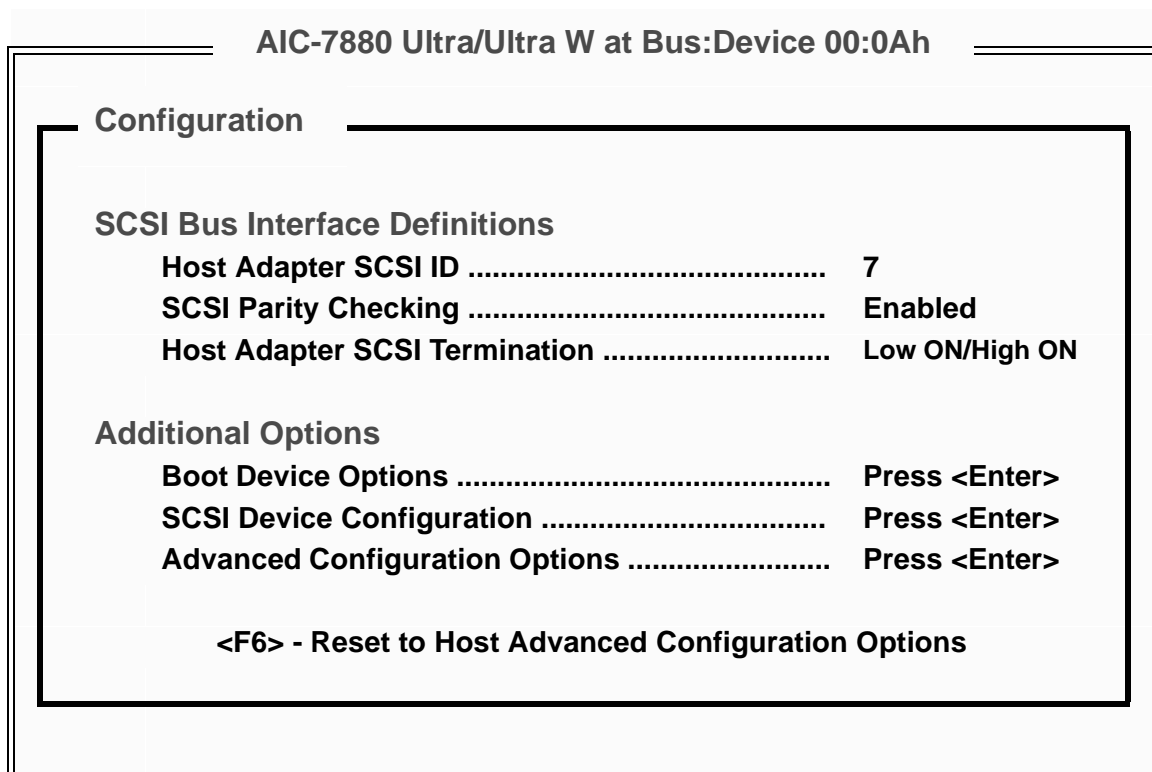 AIC-7880 Ultra/Ultra W at Bus:Device 00:0Ah
Configuration
SCSI Bus Interface Definitions
Host Adapter SCSI ID ............................................ 7
SCSI Parity Checking ............................................ Enabled
Host Adapter SCSI Termination ............................ Low ON/High ON
Additional Options
Boot Device Options .............................................. Press <Enter>
SCSI Device Configuration ................................... Press <Enter>
Advanced Configuration Options ......................... Press <Enter>
<F6> - Reset to Host Advanced Configuration Options